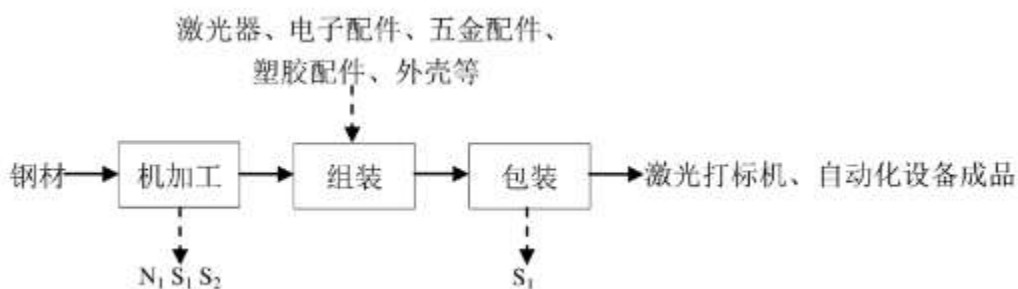 激光器、电子配件、五金配件、
塑胶配件、外壳等
钢材 机加工 组装 包装 激光打标机、自动化设备成品
N₁ S₁ S₂ S₁